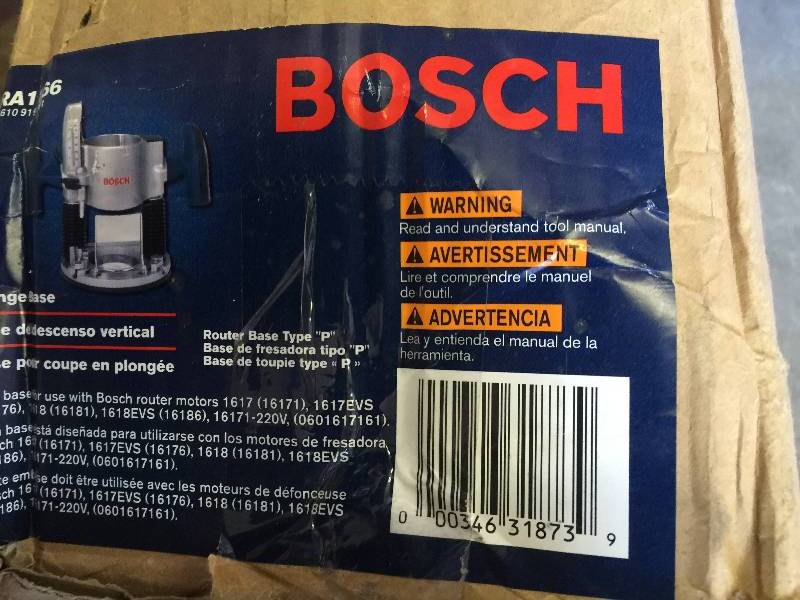 BOSCH
RA1166
BOSCH
WARNING
Read and understand tool manual.
AVERTISSEMENT
Lire et comprendre le manuel
de l'outil.
ADVERTENCIA
Lea y entienda el manual de la
herramienta.
e de descenso vertical
coupe en plongée
Router Base Type "P"
Base de fresadora tipo "P"
Base de toupie type « P »
base for use with Bosch router motors 1617 (16171), 1617EVS
(16181), 1618EVS (16186), 16171-220V, (0601617161).
base está diseñada para utilizarse con los motores de fresadora
(16171), 1617EVS (16176), 1618 (16181), 1618EVS
16171-220V, (0601617161).
doit être utilisée avec les moteurs de défonceuse
(16171), 1617EVS (16176), 1618 (16181), 1618EVS
16171-220V, (0601617161).
0 00346 31873 9